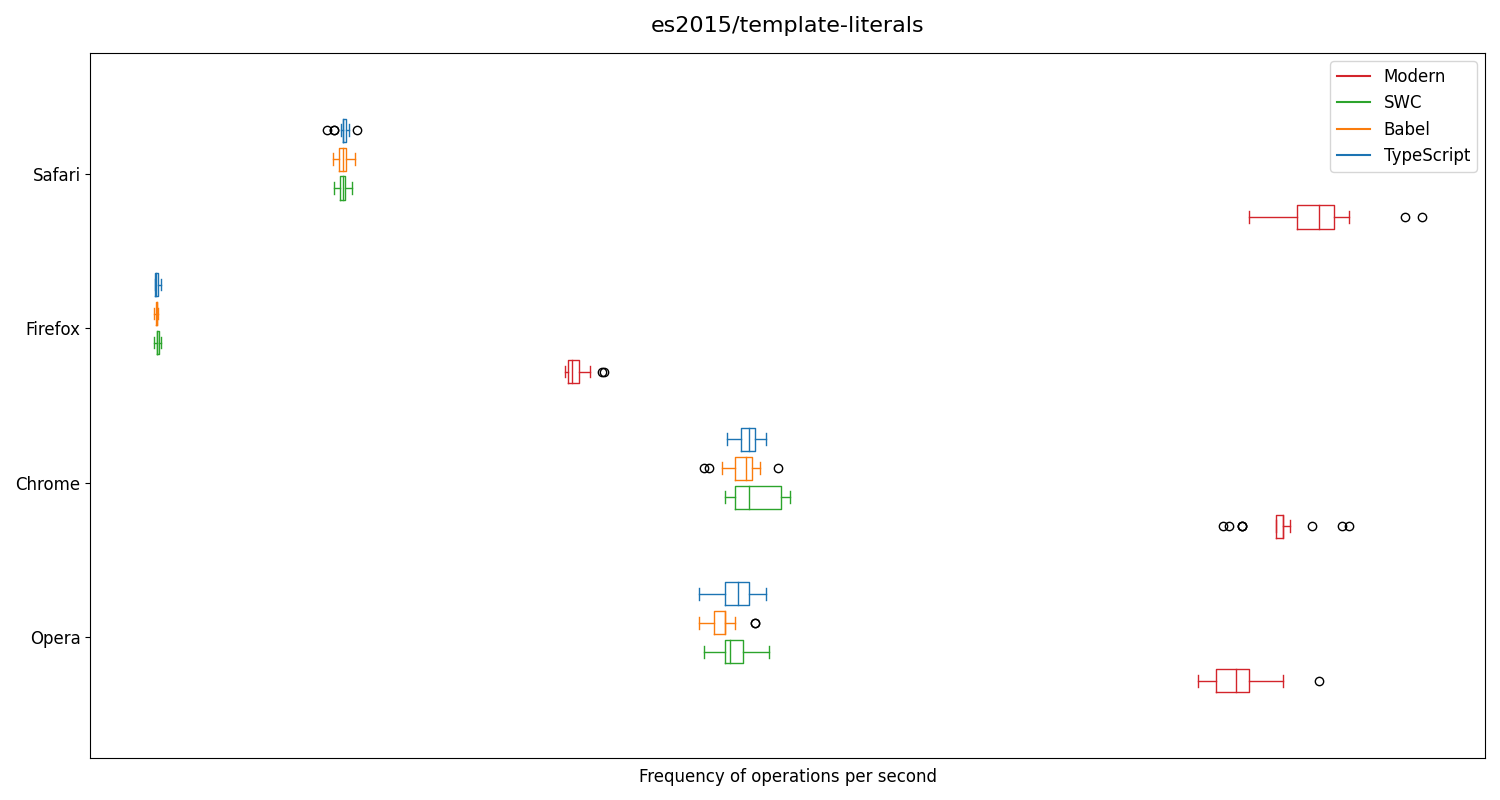 es2015/template-literals
Modern
SWC
Babel
TypeScript
Safari
Firefox
Chrome
Opera
Frequency of operations per second